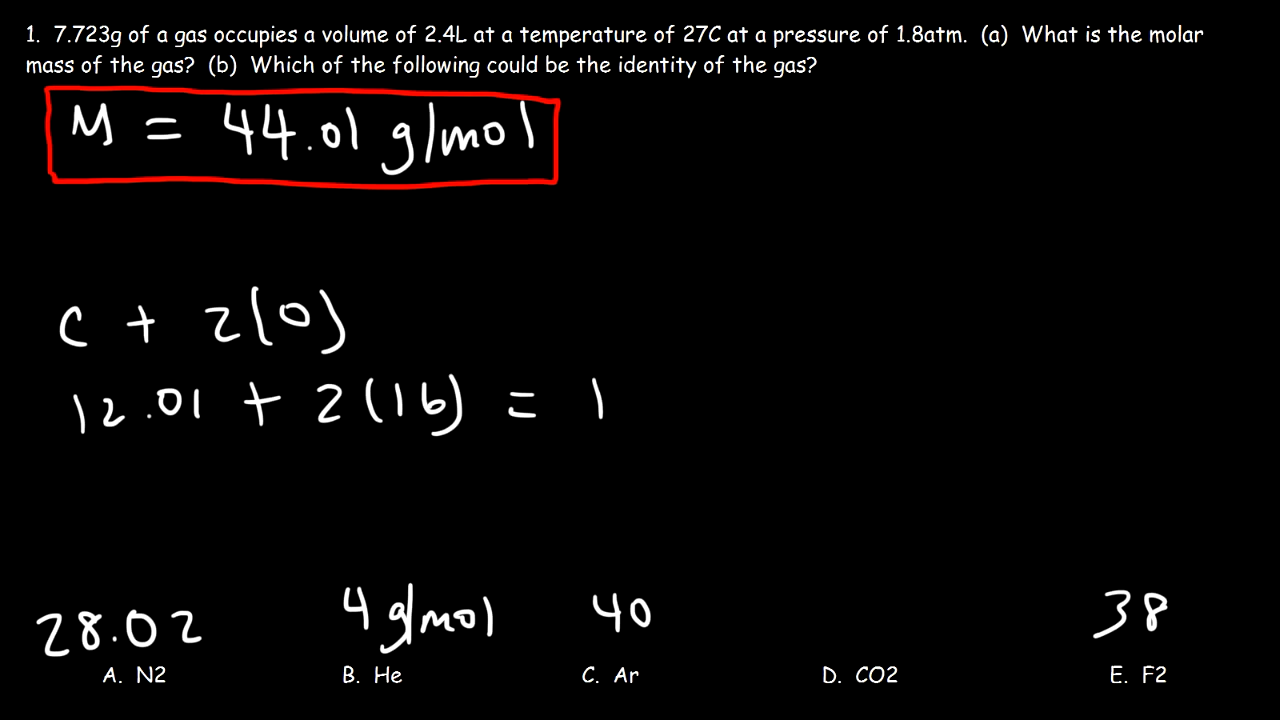 1. 7.723g of a gas occupies a volume of 2.4L at a temperature of 27C at a pressure of 1.8atm. (a) What is the molar
mass of the gas? (b) Which of the following could be the identity of the gas?
M = 44.01 g/mol
C + 2(O)
12.01 + 2(16) = 1
28.02 4 g/mol 40 38
A. N2 B. He C. Ar D. CO2 E. F2